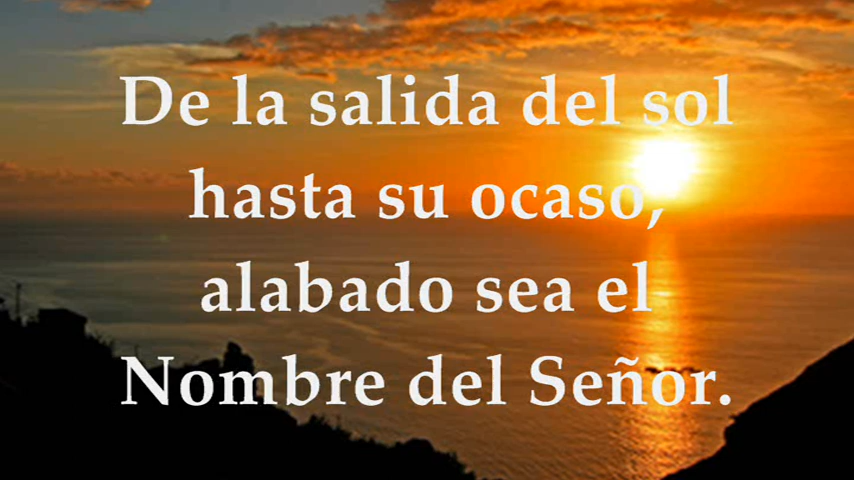 De la salida del sol
hasta su ocaso,
alabado sea el
Nombre del Señor.